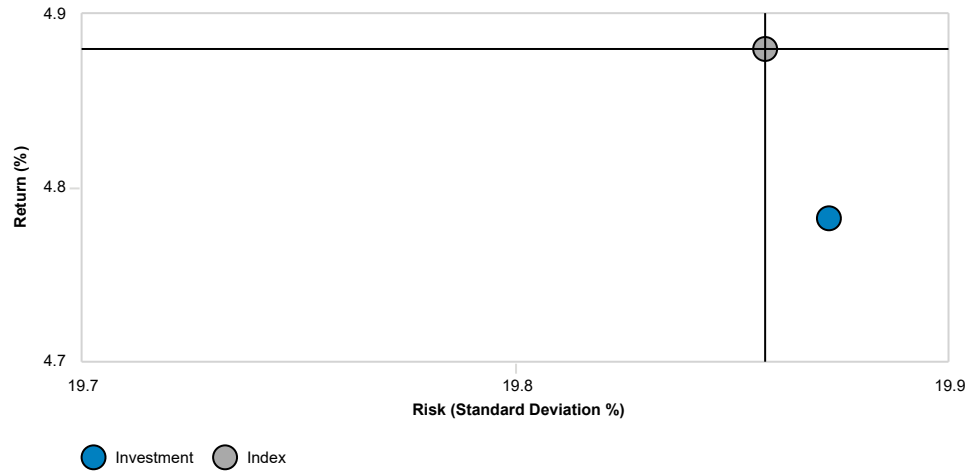 4.9
Return (%)
4.8
4.7
19.7
19.8
19.9
Risk (Standard Deviation %)
Investment
Index